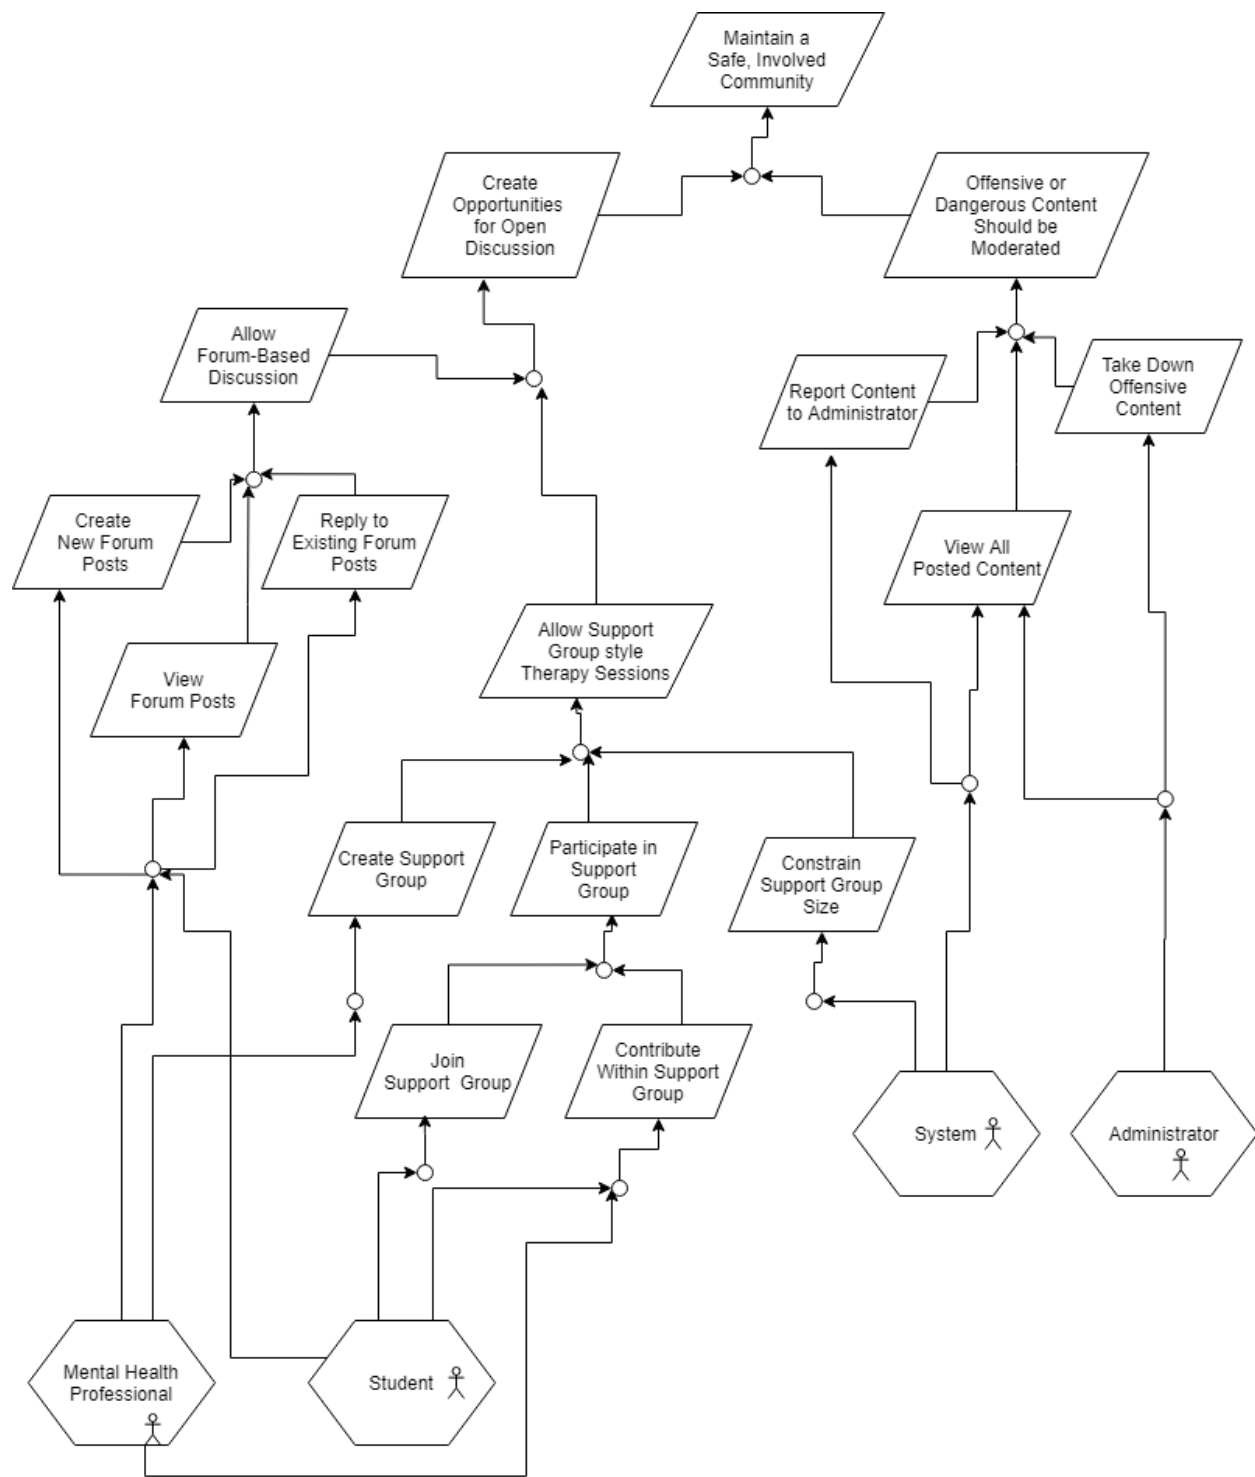 Maintain a
Safe, Involved
Community
Create
Opportunities
for Open
Discussion
Offensive or
Dangerous Content
Should be
Moderated
Allow
Forum-Based
Discussion
Report Content
to Administrator
Take Down
Offensive
Content
Create
New Forum
Posts
Reply to
Existing Forum
Posts
View All
Posted Content
View
Forum Posts
Allow Support
Group style
Therapy Sessions
Create Support
Group
Participate in
Support
Group
Constrain
Support Group
Size
Join
Support Group
Contribute
Within Support
Group
System
Administrator
Mental Health
Professional
Student